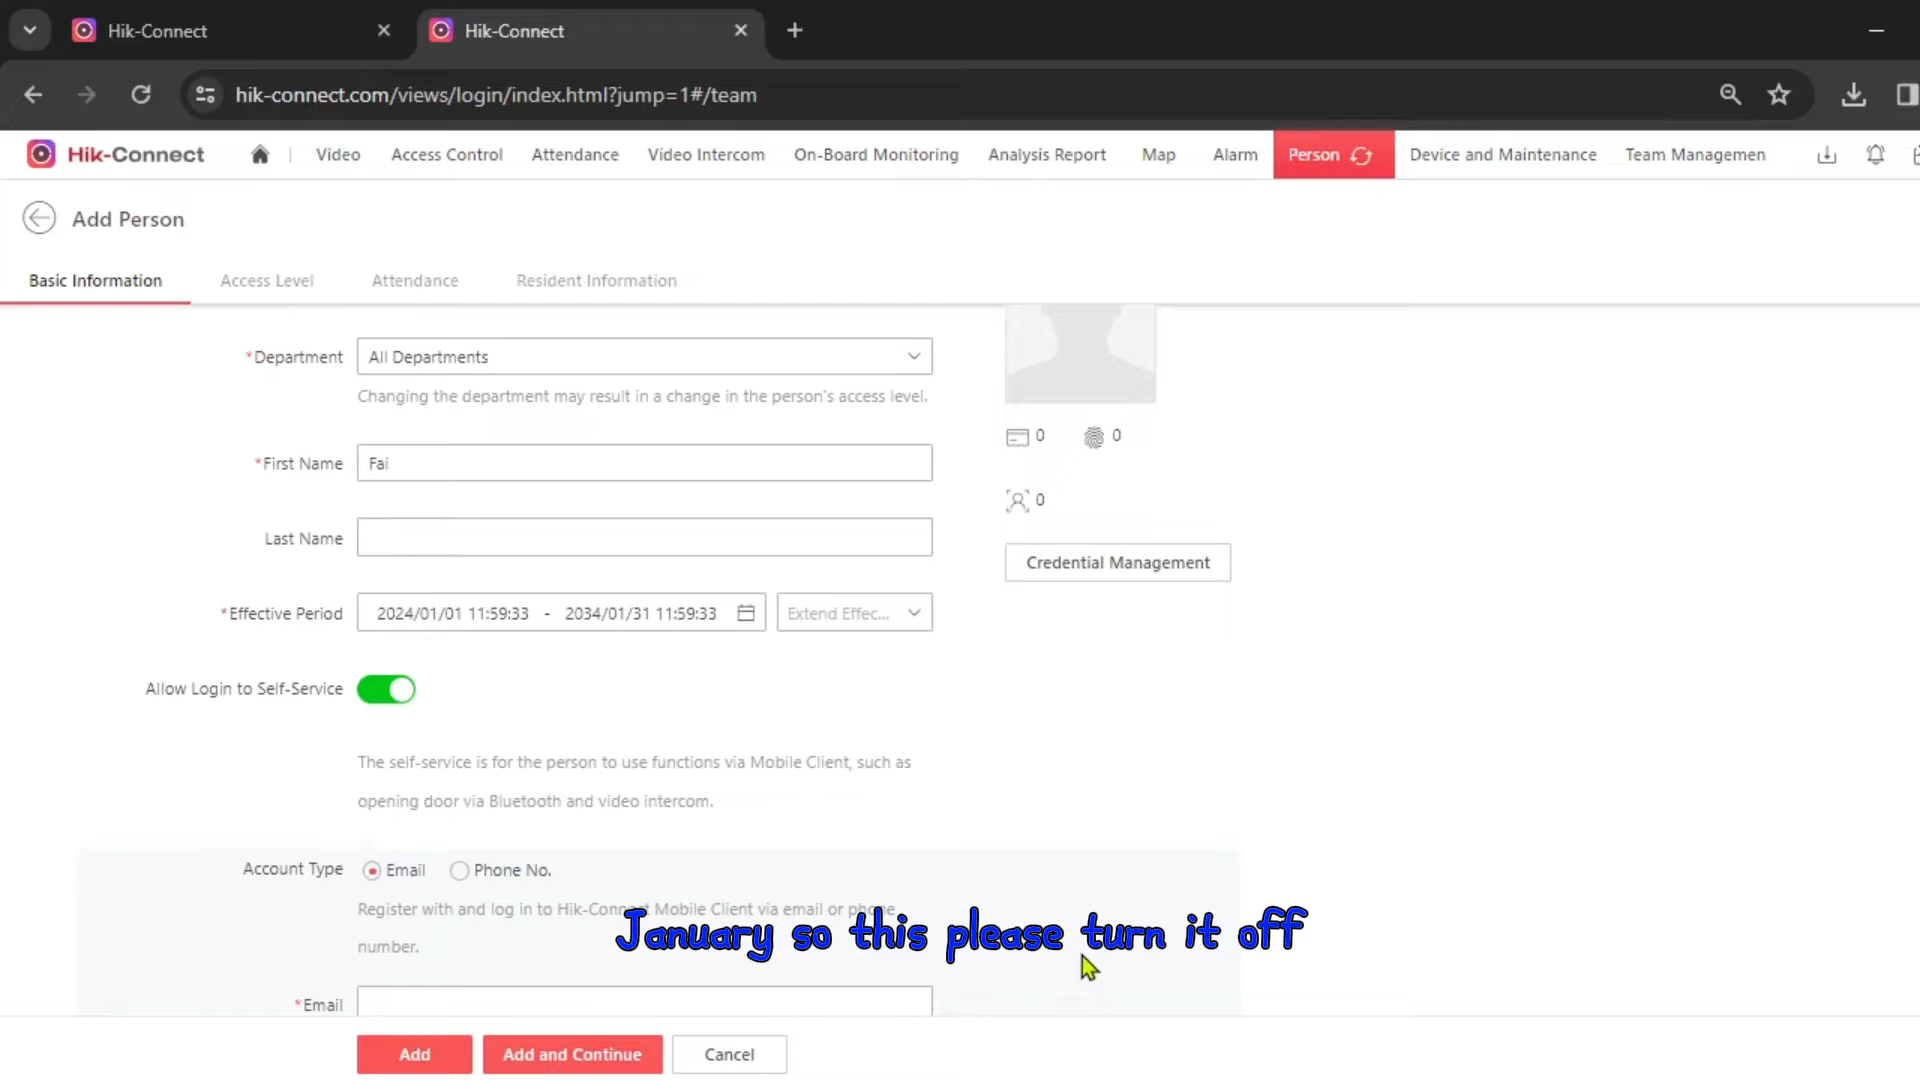 Hik-Connect
Hik-Connect
hik-connect.com/views/login/index.html?jump=1#/team
Hik-Connect
Video
Access Control
Attendance
Video Intercom
On-Board Monitoring
Analysis Report
Map
Alarm
Person
Device and Maintenance
Team Managemen
Add Person
Basic Information
Access Level
Attendance
Resident Information
*Department
All Departments
Changing the department may result in a change in the person's access level.
0
0
*First Name
Fai
0
Last Name
Credential Management
*Effective Period
2024/01/01 11:59:33 - 2034/01/31 11:59:33
Extend Effec...
Allow Login to Self-Service
The self-service is for the person to use functions via Mobile Client, such as
opening door via Bluetooth and video intercom.
Account Type
Email
Phone No.
Register with and log in to Hik-Connect Mobile Client via email or phone
number.
January so this please turn it off
*Email
Add
Add and Continue
Cancel